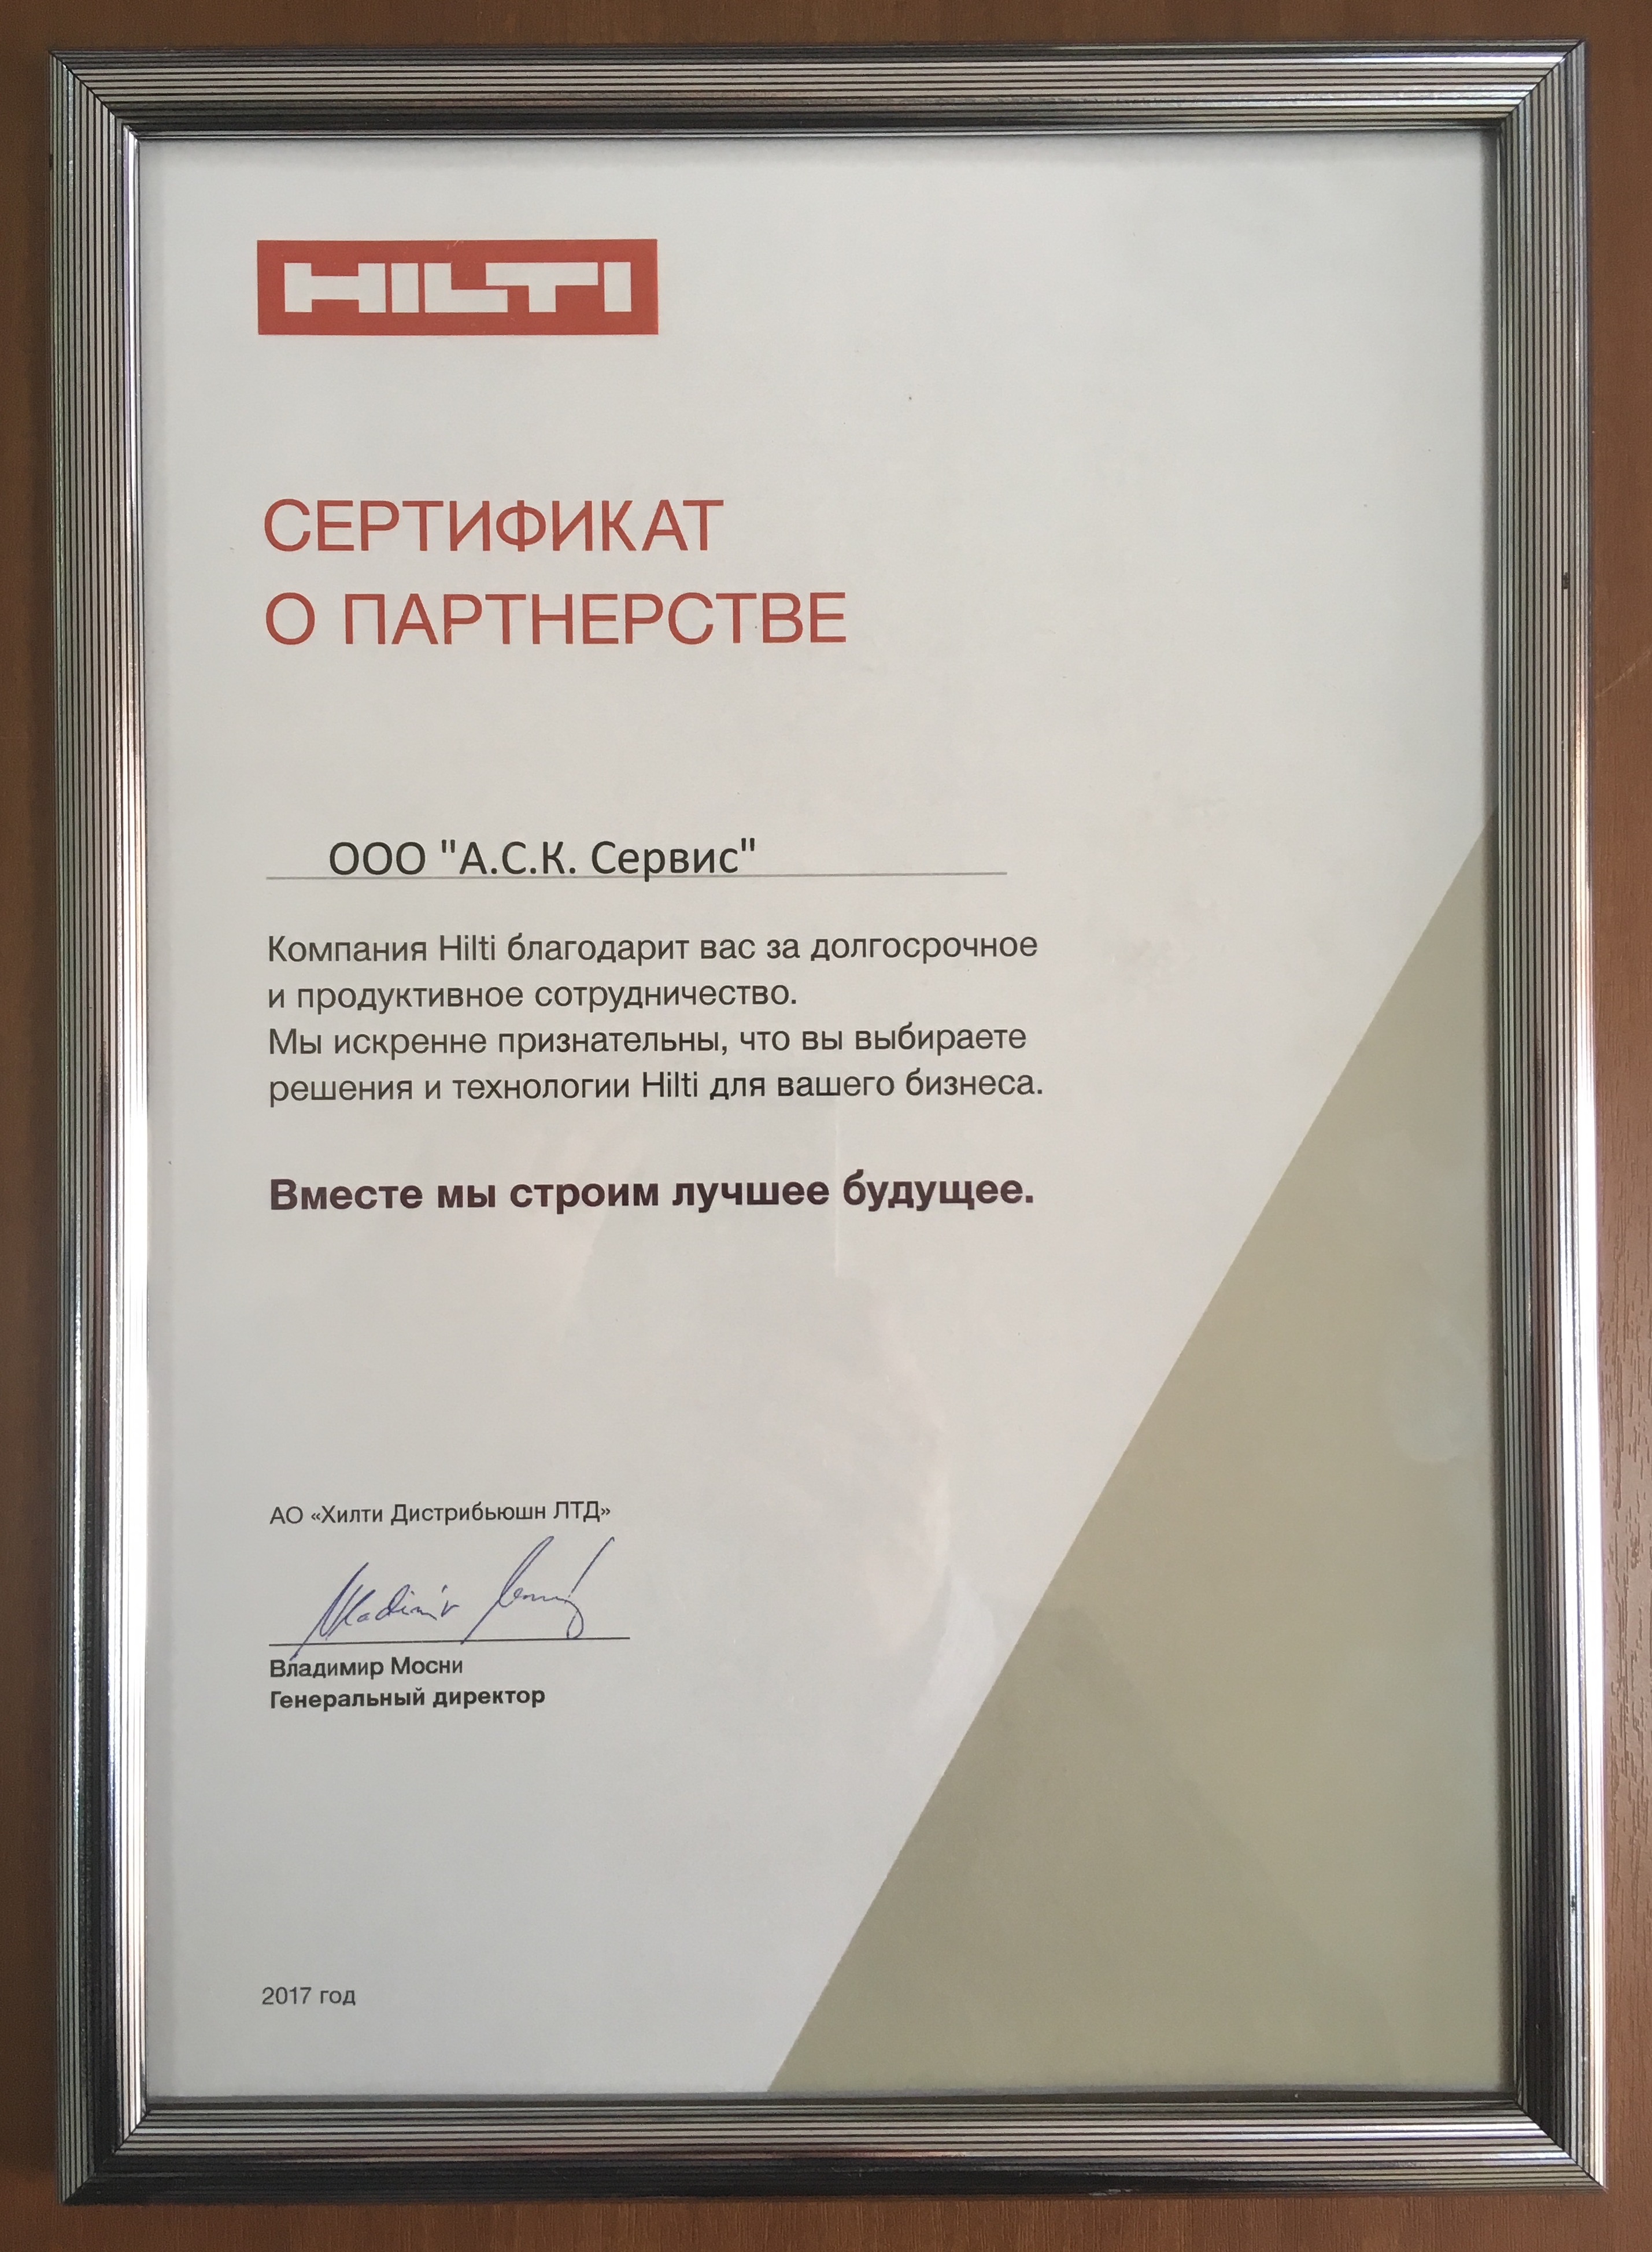 HILTI
СЕРТИФИКАТ
О ПАРТНЕРСТВЕ
ООО "А.С.К. Сервис"
Компания Hilti благодарит вас за долгосрочное
и продуктивное сотрудничество.
Мы искренне признательны, что вы выбираете
решения и технологии Hilti для вашего бизнеса.
Вместе мы строим лучшее будущее.
АО «Хилти Дистрибьюшн ЛТД»
Vladimir
Владимир Мосни
Генеральный директор
2017 год